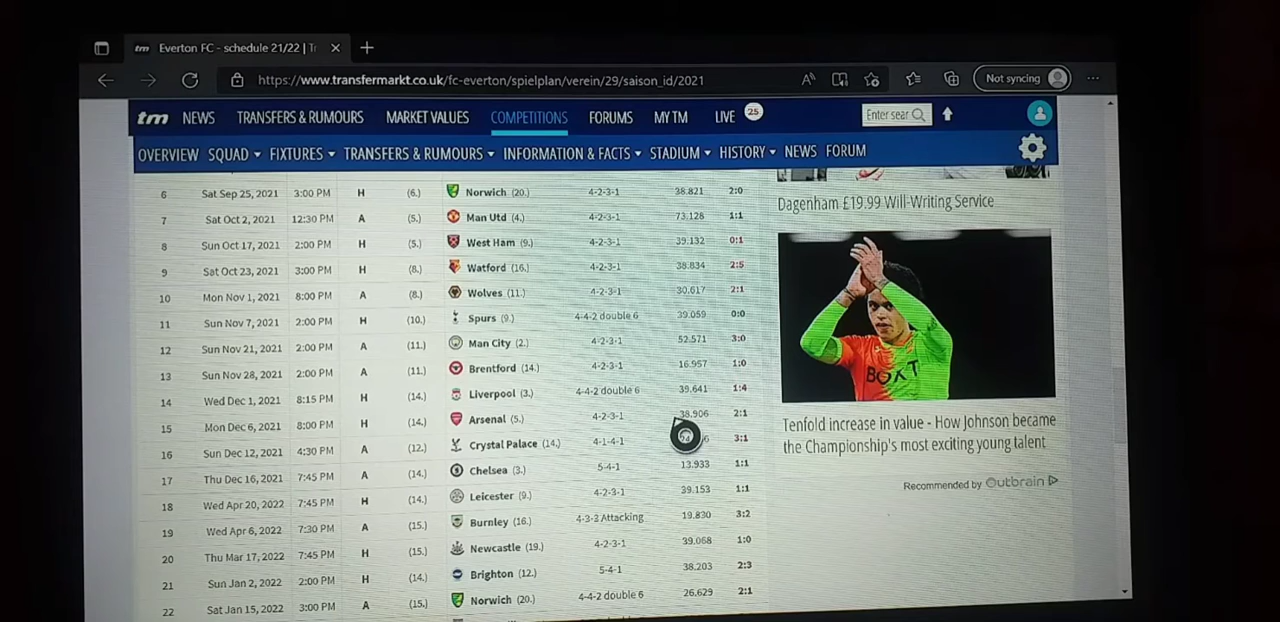 Everton FC - schedule 21/22 | Tr
https://www.transfermarkt.co.uk/fc-everton/spielplan/verein/29/saison_id/2021
Not syncing
tm NEWS TRANSFERS & RUMOURS MARKET VALUES COMPETITIONS FORUMS MY TM LIVE 25 Enter sear
OVERVIEW SQUAD FIXTURES TRANSFERS & RUMOURS INFORMATION & FACTS STADIUM HISTORY NEWS FORUM
6 Sat Sep 25, 2021 3:00 PM H (6.) Norwich (20.) 4-2-3-1 38.821 2:0
7 Sat Oct 2, 2021 12:30 PM A (5.) Man Utd (4.) 4-2-3-1 73.128 1:1
8 Sun Oct 17, 2021 2:00 PM H (5.) West Ham (9.) 4-2-3-1 39.132 0:1
9 Sat Oct 23, 2021 3:00 PM H (8.) Watford (16.) 4-2-3-1 38.834 2:5
10 Mon Nov 1, 2021 8:00 PM A (8.) Wolves (11.) 4-2-3-1 30.617 2:1
11 Sun Nov 7, 2021 2:00 PM H (10.) Spurs (9.) 4-4-2 double 6 39.059 0:0
12 Sun Nov 21, 2021 2:00 PM A (11.) Man City (2.) 4-2-3-1 52.571 3:0
13 Sun Nov 28, 2021 2:00 PM A (11.) Brentford (14.) 4-2-3-1 16.957 1:0
14 Wed Dec 1, 2021 8:15 PM H (14.) Liverpool (3.) 4-4-2 double 6 39.641 1:4
15 Mon Dec 6, 2021 8:00 PM H (14.) Arsenal (5.) 4-2-3-1 38.906 2:1
16 Sun Dec 12, 2021 4:30 PM A (12.) Crystal Palace (14.) 4-1-4-1 3:1
17 Thu Dec 16, 2021 7:45 PM A (14.) Chelsea (3.) 5-4-1 13.933 1:1
18 Wed Apr 20, 2022 7:45 PM H (14.) Leicester (9.) 4-2-3-1 39.153 1:1
19 Wed Apr 6, 2022 7:30 PM A (15.) Burnley (16.) 4-3-3 Attacking 19.830 3:2
20 Thu Mar 17, 2022 7:45 PM H (15.) Newcastle (19.) 4-2-3-1 39.068 1:0
21 Sun Jan 2, 2022 2:00 PM H (14.) Brighton (12.) 5-4-1 38.203 2:3
22 Sat Jan 15, 2022 3:00 PM A (15.) Norwich (20.) 4-4-2 double 6 26.629 2:1
Dagenham £19.99 Will-Writing Service
BOXT
Tenfold increase in value - How Johnson became
the Championship's most exciting young talent
Recommended by Outbrain